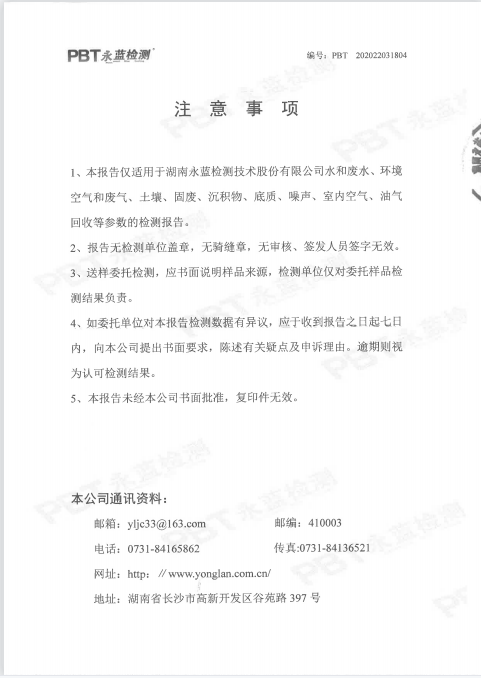 PBT永蓝检测
编号：PBT 202022031804
注意事项
1、本报告仅适用于湖南永蓝检测技术股份有限公司水和废水、环境
空气和废气、土壤、固废、沉积物、底质、噪声、室内空气、油气
回收等参数的检测报告。
2、报告无检测单位盖章，无骑缝章，无审核、签发人员签字无效。
3、送样委托检测，应书面说明样品来源，检测单位仅对委托样品检
测结果负责。
4、如委托单位对本报告检测数据有异议，应于收到报告之日起七日
内，向本公司提出书面要求，陈述有关疑点及申诉理由。逾期则视
为认可检测结果。
5、本报告未经本公司书面批准，复印件无效。
本公司通讯资料：
邮箱：yljc33@163.com 邮编：410003
电话：0731-84165862 传真:0731-84136521
网址：http：//www.yonglan.com.cn/
地址：湖南省长沙市高新开发区谷苑路 397 号